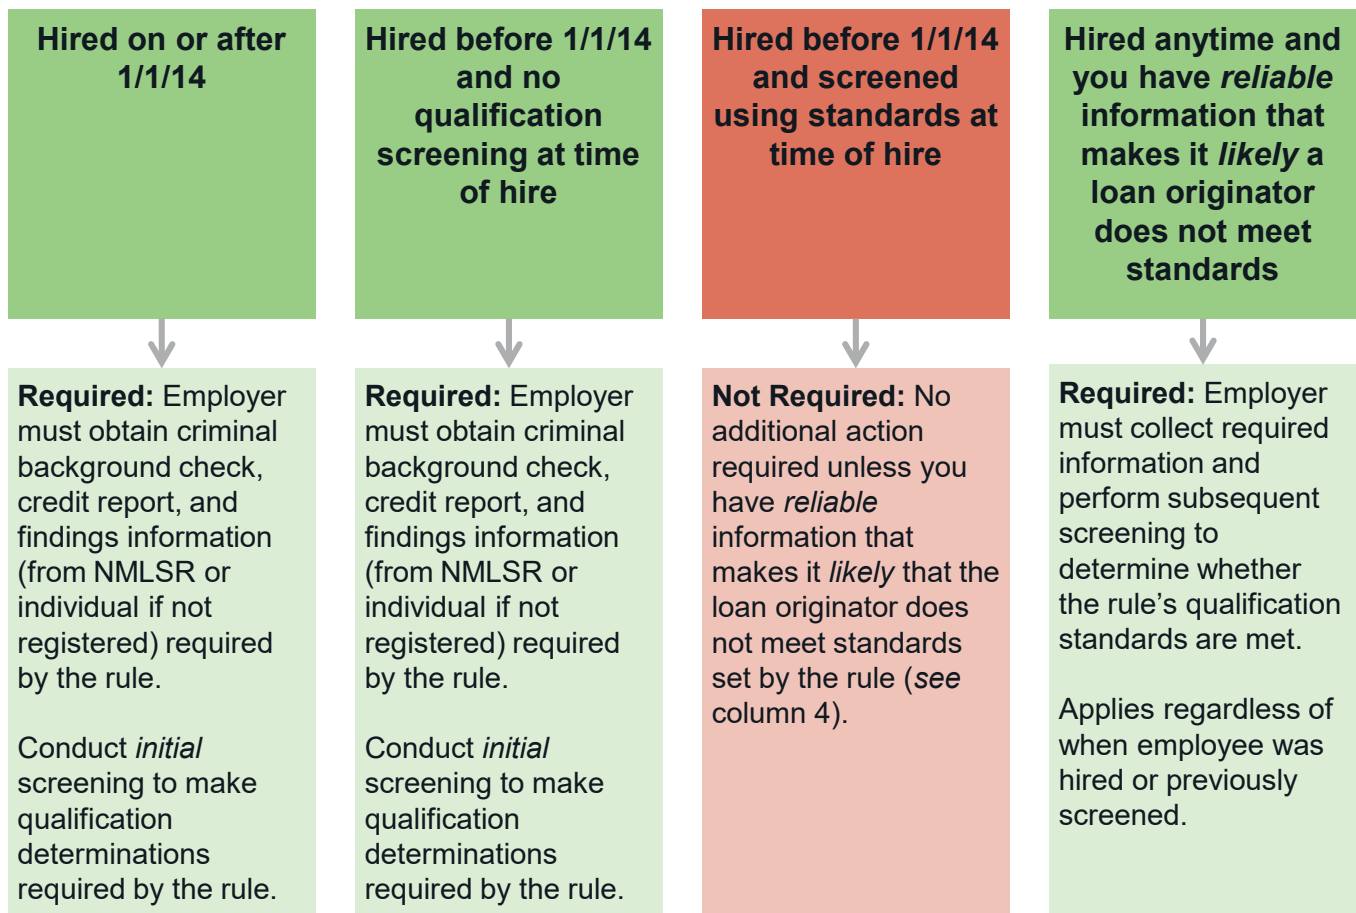 Hired on or after
1/1/14
Required: Employer
must obtain criminal
background check,
credit report, and
findings information
(from NMLSR or
individual if not
registered) required
by the rule.
Conduct initial
screening to make
qualification
determinations
required by the rule.
Hired before 1/1/14
and no
qualification
screening at time
of hire
Required: Employer
must obtain criminal
background check,
credit report, and
findings information
(from NMLSR or
individual if not
registered) required
by the rule.
Conduct initial
screening to make
qualification
determinations
required by the rule.
Hired before 1/1/14
and screened
using standards at
time of hire
Not Required: No
additional action
required unless you
have reliable
information that
makes it likely that the
loan originator does
not meet standards
set by the rule (see
column 4).
Hired anytime and
you have reliable
information that
makes it likely a
loan originator
does not meet
standards
Required: Employer
must collect required
information and
perform subsequent
screening to
determine whether
the rule's qualification
standards are met.
Applies regardless of
when employee was
hired or previously
screened.